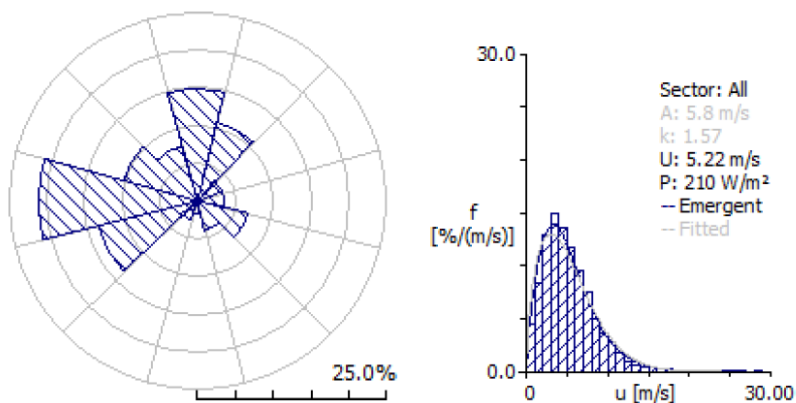 25.0%
30.0
f
[%/(m/s)]
0.0
0
u [m/s]
30.00
Sector: All
A: 5.8 m/s
k: 1.57
U: 5.22 m/s
P: 210 W/m²
-- Emergent
-- Fitted